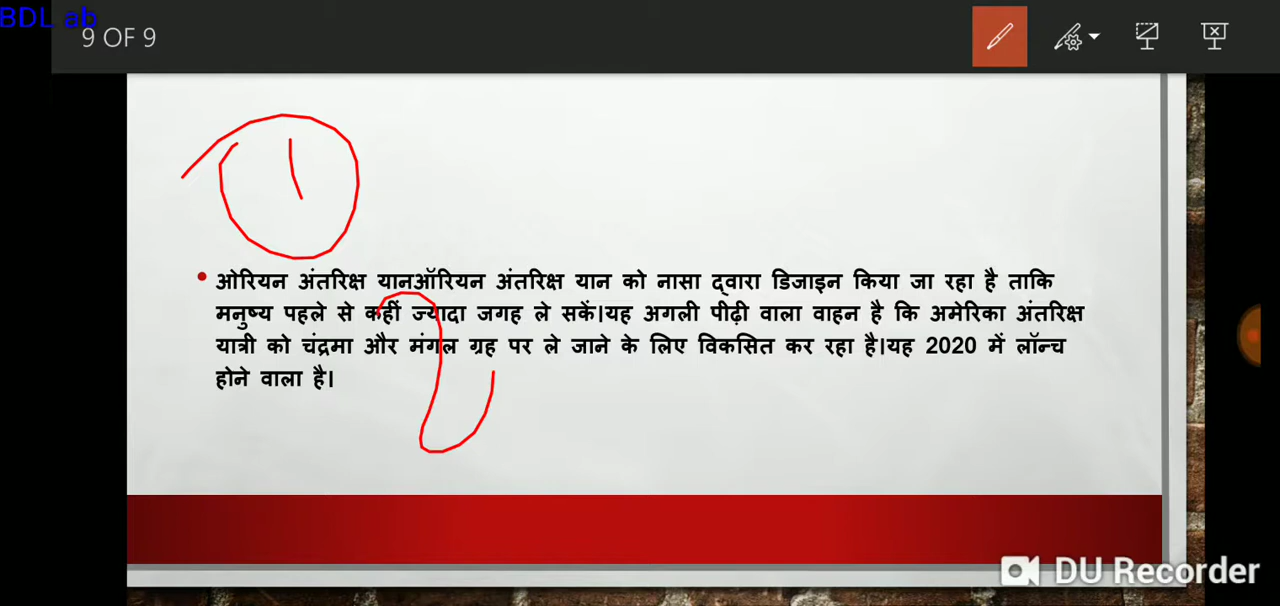 BDL ab
9 OF 9
• ओरियन अंतरिक्ष यानऑरियन अंतरिक्ष यान को नासा द्वारा डिजाइन किया जा रहा है ताकि
मनुष्य पहले से कहीं ज्यादा जगह ले सकें।यह अगली पीढ़ी वाला वाहन है कि अमेरिका अंतरिक्ष
यात्री को चंद्रमा और मंगल ग्रह पर ले जाने के लिए विकसित कर रहा है।यह 2020 में लॉन्च
होने वाला है।
DU Recorder